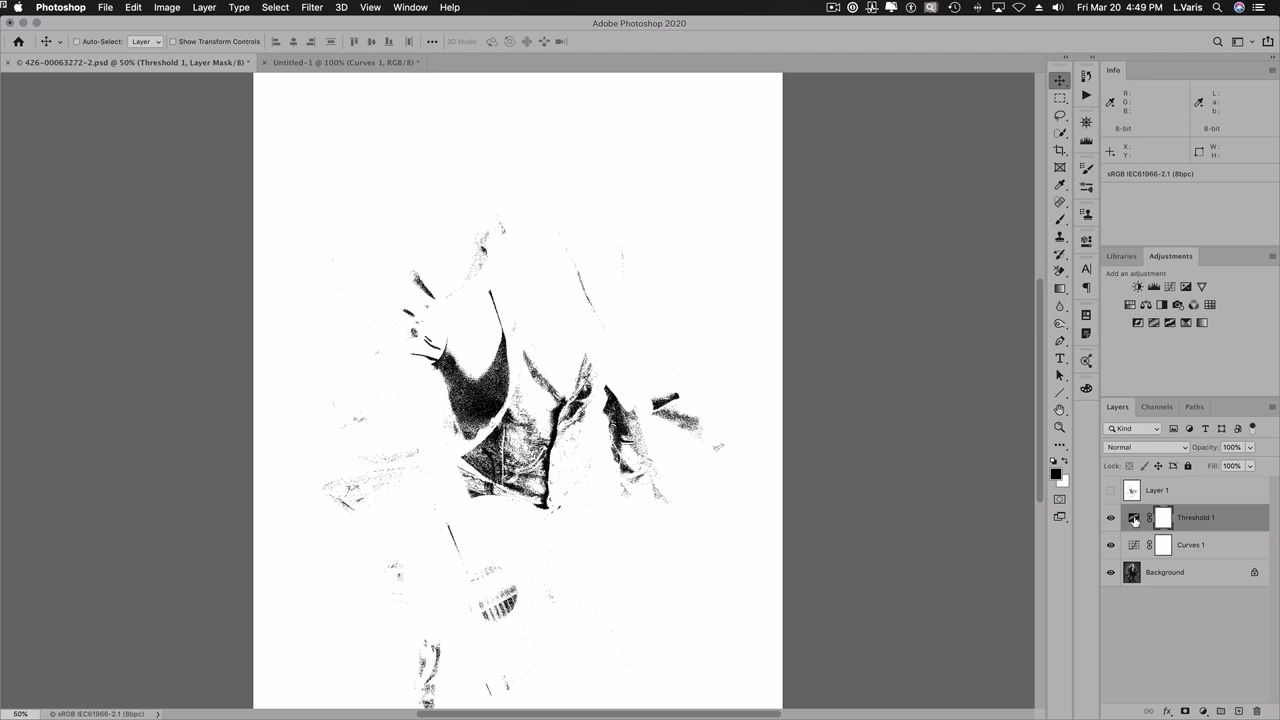 Photoshop File Edit Image Layer Type Select Filter 3D View Window Help Fri Mar 20 4:49 PM L.Varis
Adobe Photoshop 2020
Auto-Select: Layer Show Transform Controls 3D Mode:
× © 426-00063272-2.psd @ 50% (Threshold 1, Layer Mask/8) * × Untitled-1 @ 100% (Curves 1, RGB/8) *
Info
R: L:
G: a:
B: b:
8-bit 8-bit
X: W:
Y: H:
sRGB IEC61966-2.1 (8bpc)
Libraries Adjustments
Add an adjustment
Layers Channels Paths
Kind
Normal Opacity: 100%
Lock: Fill: 100%
Layer 1
Threshold 1
Curves 1
Background
50% © sRGB IEC61966-2.1 (8bpc)